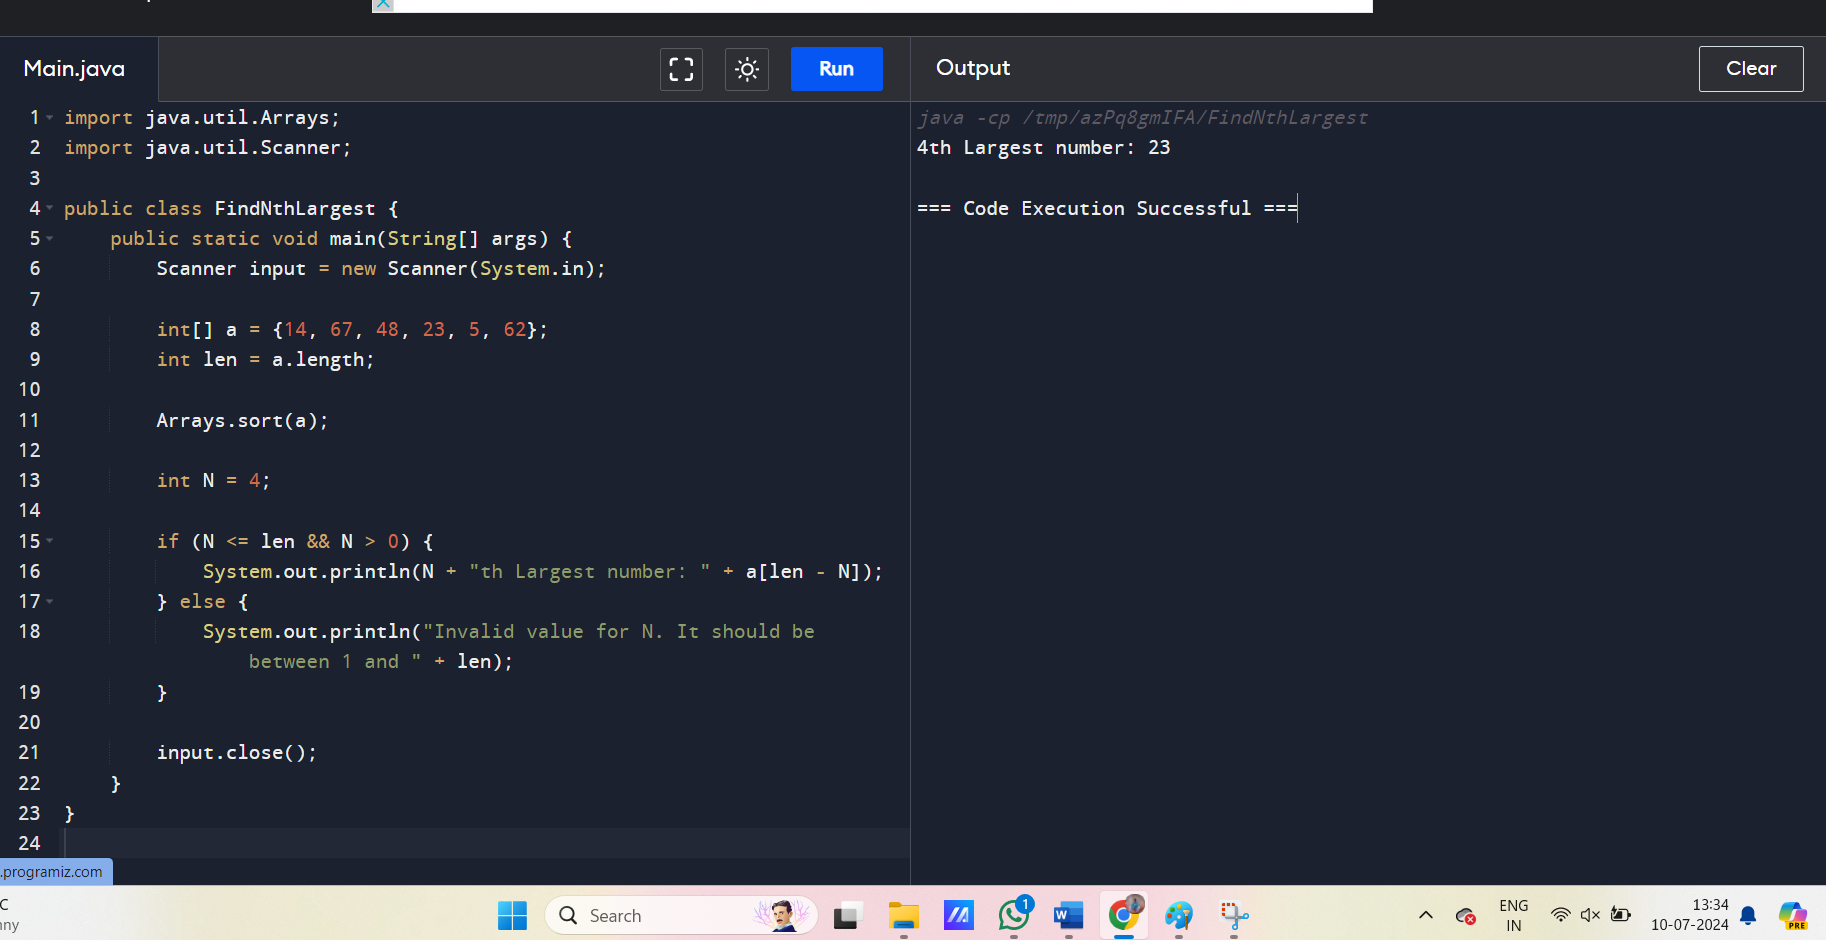 Main.java
Run
Output
Clear
1 import java.util.Arrays;
2 import java.util.Scanner;
3
4 public class FindNthLargest {
5 public static void main(String[] args) {
6 Scanner input = new Scanner(System.in);
7
8 int[] a = {14, 67, 48, 23, 5, 62};
9 int len = a.length;
10
11 Arrays.sort(a);
12
13 int N = 4;
14
15 if (N <= len && N > 0) {
16 System.out.println(N + "th Largest number: " + a[len - N]);
17 } else {
18 System.out.println("Invalid value for N. It should be
between 1 and " + len);
19 }
20
21 input.close();
22 }
23 }
24
java -cp /tmp/azPq8gmIFA/FindNthLargest
4th Largest number: 23
=== Code Execution Successful ===
.programiz.com
C
nny
Search
1
W
ENG
IN
13:34
10-07-2024
PRE